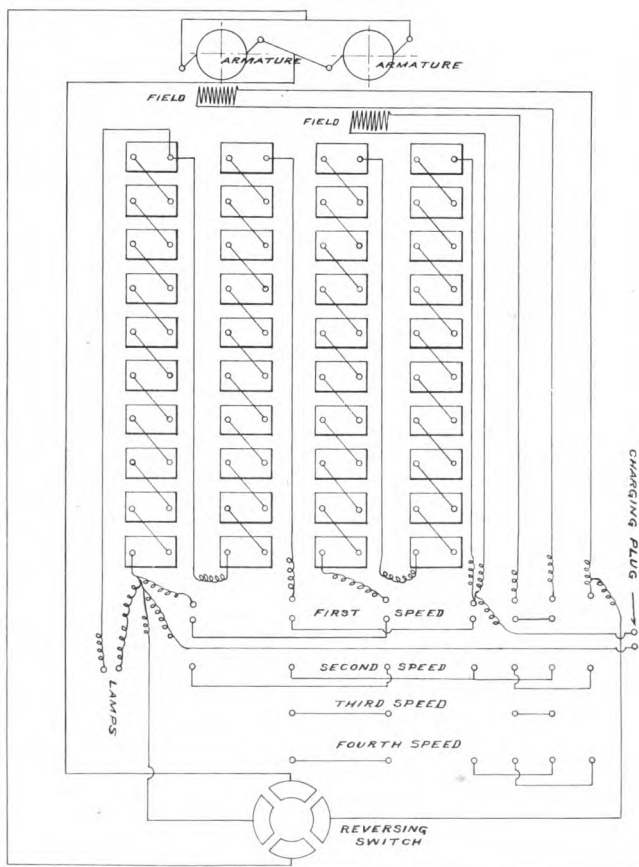 ARMATURE
ARMATURE
FIELD
FIELD
CHARGING PLUG
FIRST SPEED
SECOND SPEED
LAMPS
THIRD SPEED
FOURTH SPEED
REVERSING
SWITCH